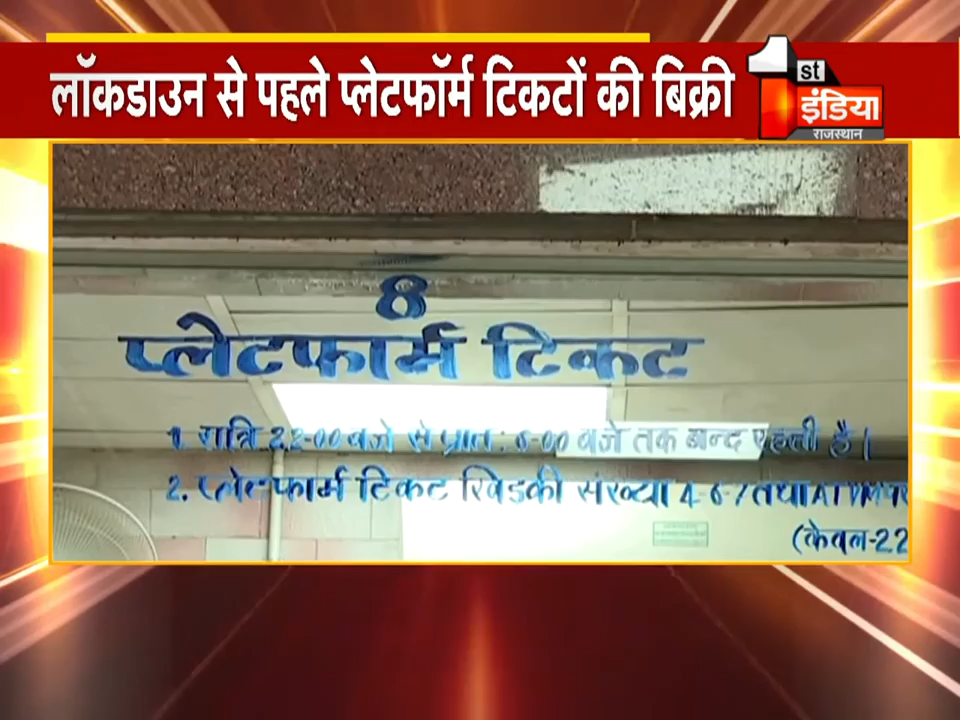 लॉकडाउन से पहले प्लेटफॉर्म टिकटों की बिक्री
1st
इंडिया
राजस्थान
8
प्लेटफार्म टिकट
1. रात्रि 22-00 बजे से प्रातः 6-00 बजे तक बन्द रहती है।
2. प्लेटफार्म टिकट खिडकी संख्या 4-6-7 तथा ATVM पर
(केवल-22